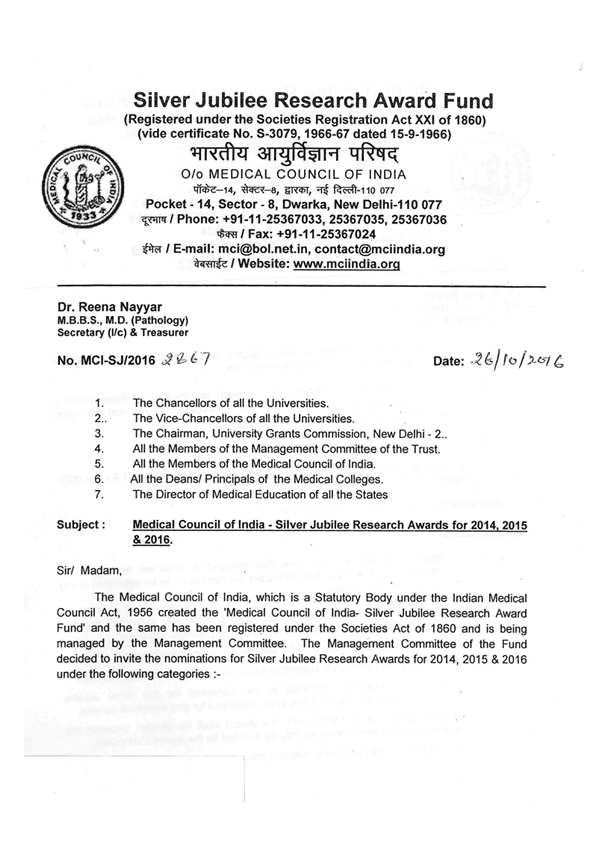 Silver Jubilee Research Award Fund
(Registered under the Societies Registration Act XXI of 1860)
(vide certificate No. S-3079, 1966-67 dated 15-9-1966)
भारतीय आयुर्विज्ञान परिषद
O/o MEDICAL COUNCIL OF INDIA
पॉकेट–14, सेक्टर–8, द्वारका, नई दिल्ली-110 077
Pocket - 14, Sector - 8, Dwarka, New Delhi-110 077
दूरभाष / Phone: +91-11-25367033, 25367035, 25367036
फैक्स / Fax: +91-11-25367024
ईमेल / E-mail: mci@bol.net.in, contact@mciindia.org
वेबसाईट / Website: www.mciindia.org
MEDICAL COUNCIL OF INDIA
1933
Dr. Reena Nayyar
M.B.B.S., M.D. (Pathology)
Secretary (I/c) & Treasurer
No. MCI-SJ/2016 2867 Date: 26/10/2016
1. The Chancellors of all the Universities.
2.. The Vice-Chancellors of all the Universities.
3. The Chairman, University Grants Commission, New Delhi - 2..
4. All the Members of the Management Committee of the Trust.
5. All the Members of the Medical Council of India.
6. All the Deans/ Principals of the Medical Colleges.
7. The Director of Medical Education of all the States
Subject : Medical Council of India - Silver Jubilee Research Awards for 2014, 2015
& 2016.
Sir/ Madam,
The Medical Council of India, which is a Statutory Body under the Indian Medical
Council Act, 1956 created the 'Medical Council of India- Silver Jubilee Research Award
Fund' and the same has been registered under the Societies Act of 1860 and is being
managed by the Management Committee. The Management Committee of the Fund
decided to invite the nominations for Silver Jubilee Research Awards for 2014, 2015 & 2016
under the following categories :-